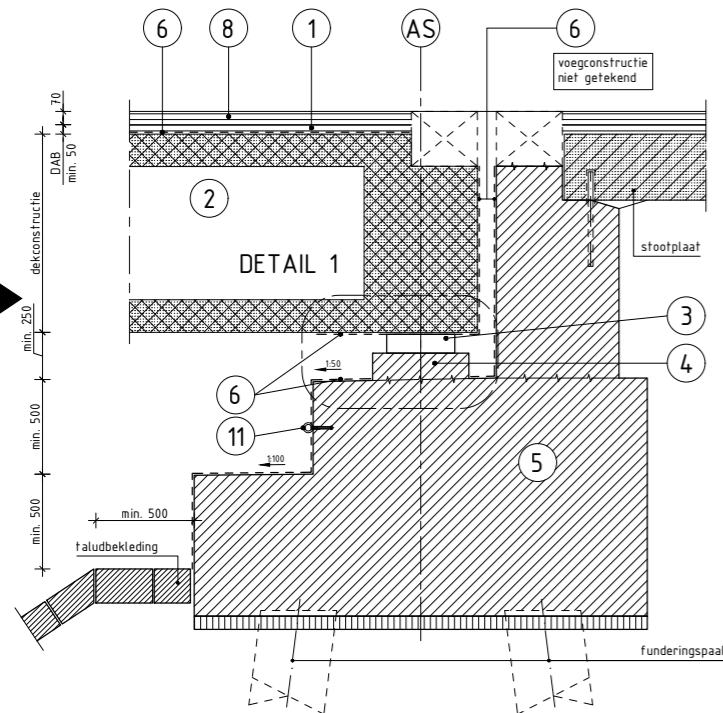 6
8
1
AS
6
voegconstructie
niet getekend
70
DAB
min. 50
2
dekconstructie
DETAIL 1
stootplaat
min. 250
3
1:50
4
6
11
min. 500
1:100
5
min. 500
min. 500
taludbekleding
funderingspaal